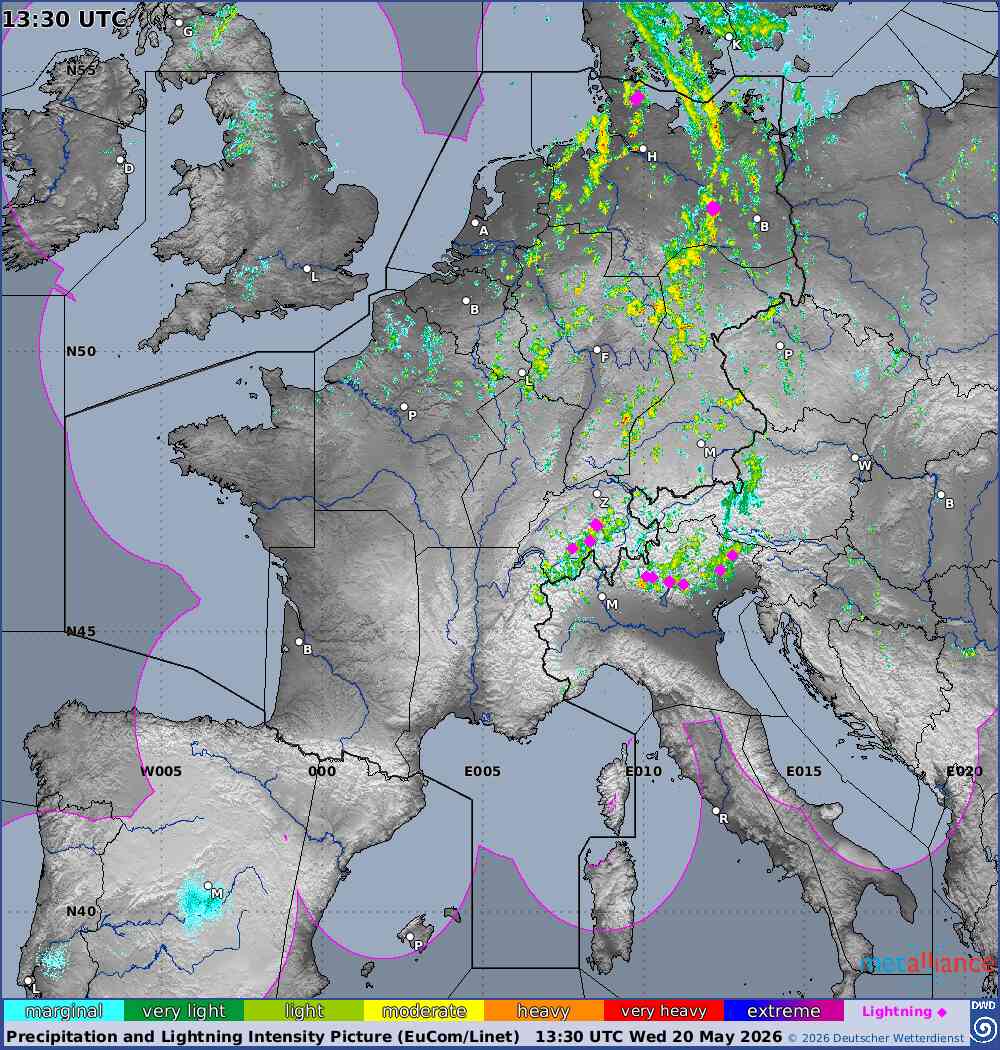 13:30 UTC
G
K
N55
H
D
A
B
L
B
N50
F
P
L
P
M
W
Z
B
M
N45
B
W005
000
E005
E010
E015
E020
R
M
N40
P
L
metalliance
marginal very light light moderate heavy very heavy extreme Lightning
DWD
Precipitation and Lightning Intensity Picture (EuCom/Linet) 13:30 UTC Wed 20 May 2026 © 2026 Deutscher Wetterdienst